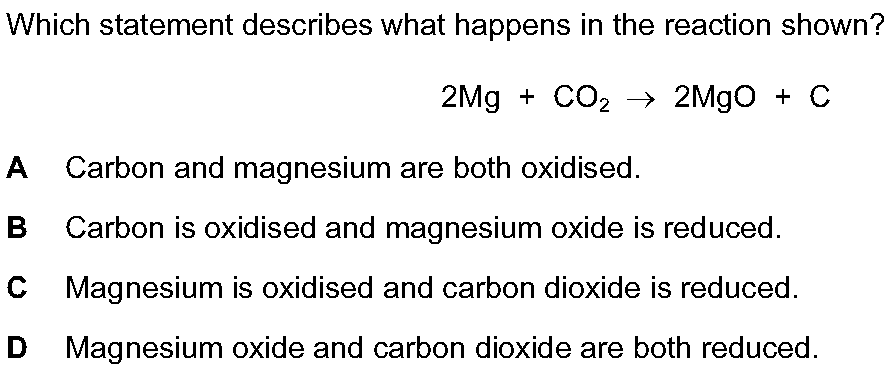 Which statement describes what happens in the reaction shown?
2Mg + CO₂ → 2MgO + C
A Carbon and magnesium are both oxidised.
B Carbon is oxidised and magnesium oxide is reduced.
C Magnesium is oxidised and carbon dioxide is reduced.
D Magnesium oxide and carbon dioxide are both reduced.